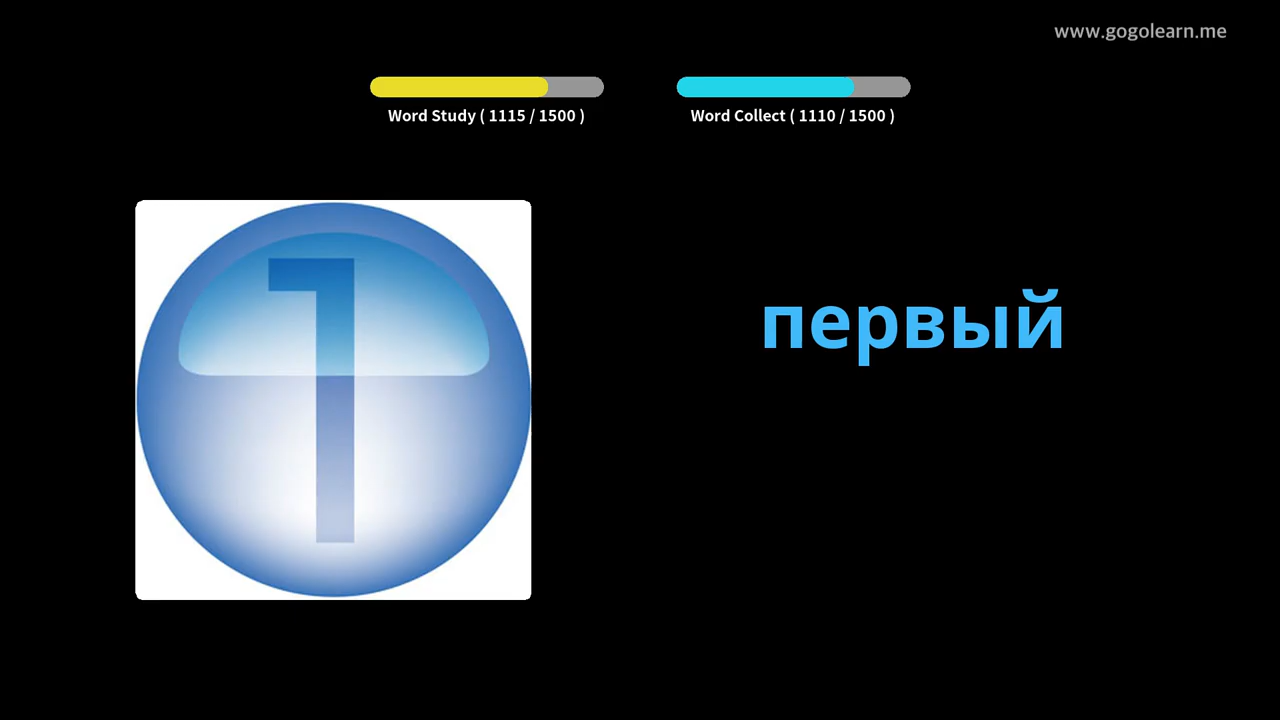 www.gogolearn.me
Word Study ( 1115 / 1500 )
Word Collect ( 1110 / 1500 )
1
первый